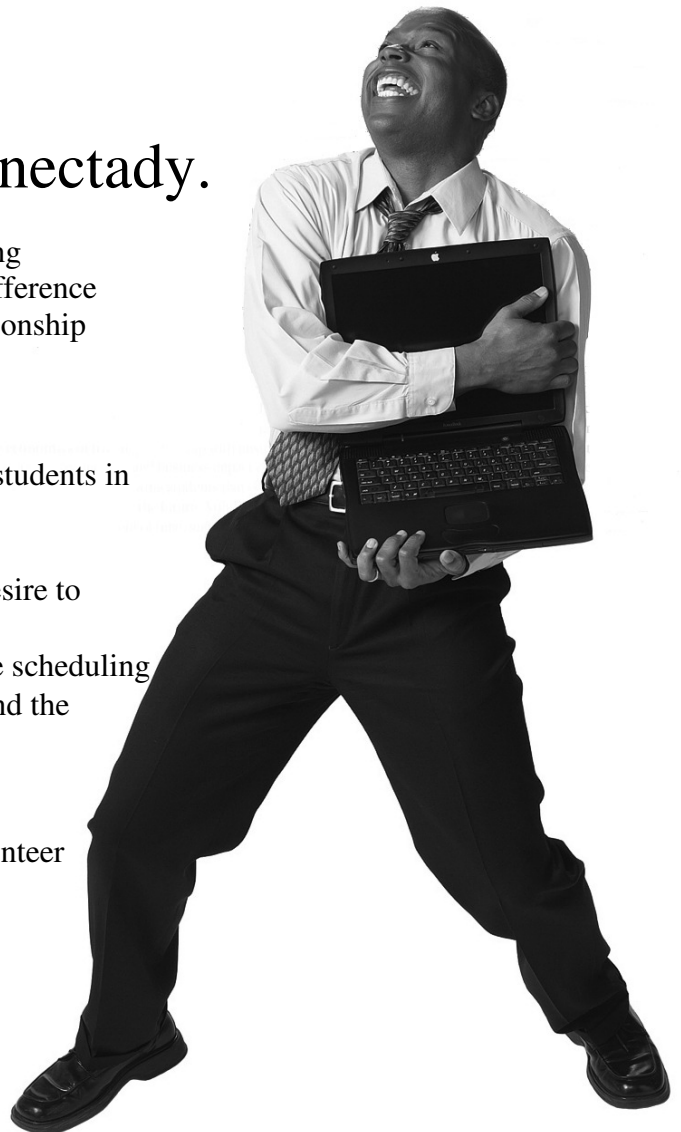 nectady.
ng
fference
onship
students in
sire to
e scheduling
nd the
nteer